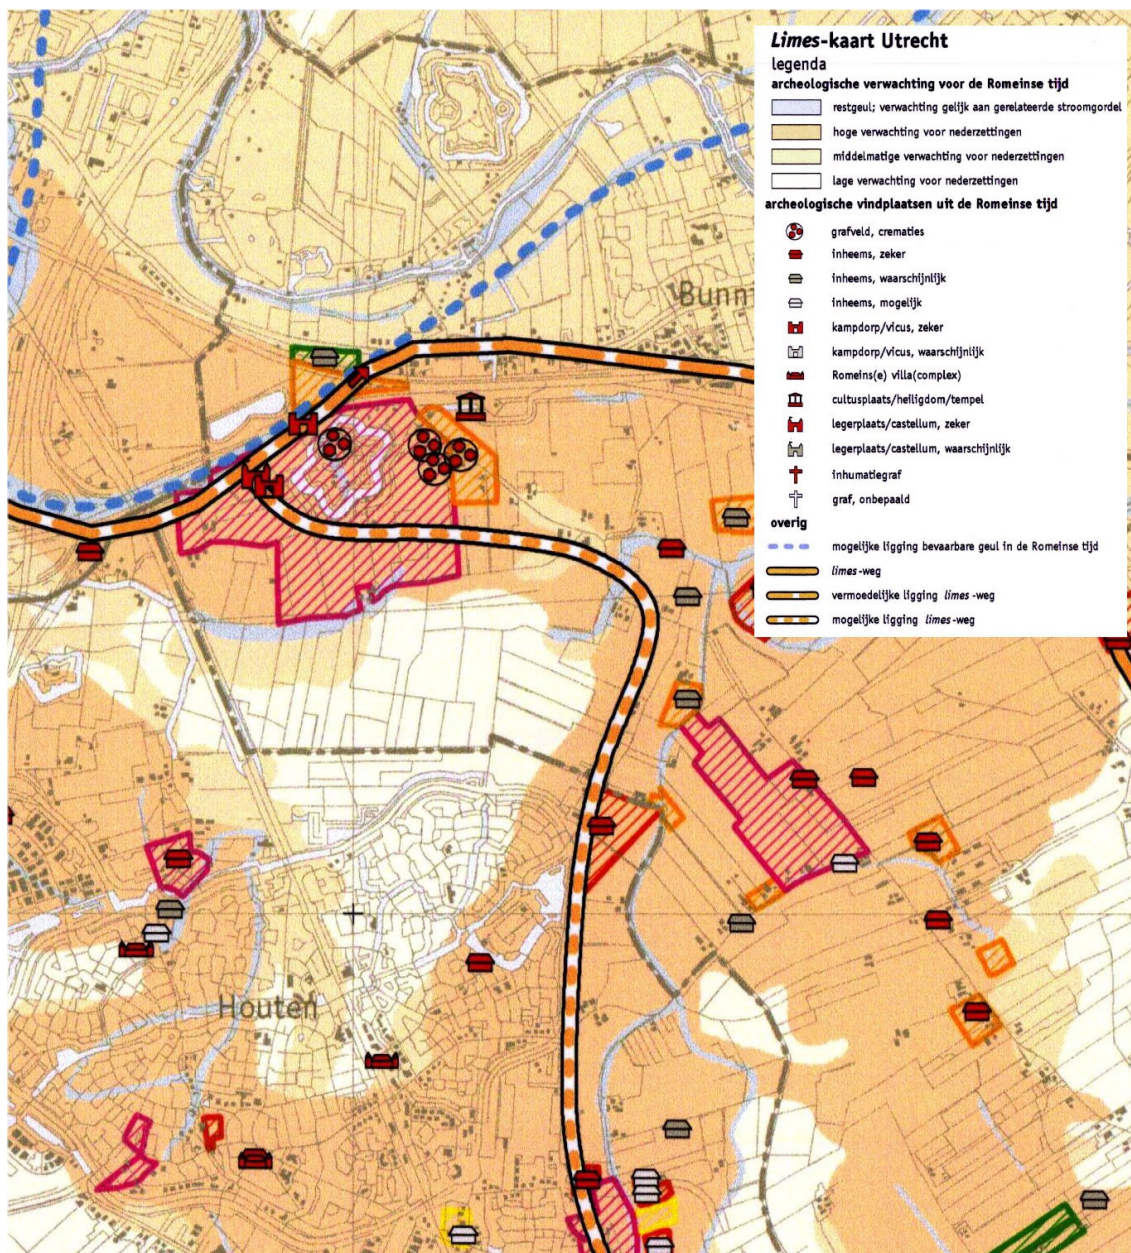 Limes-kaart Utrecht
legenda
archeologische verwachting voor de Romeinse tijd
restgeul; verwachting gelijk aan gerelateerde stroomgordel
hoge verwachting voor nederzettingen
middelmatige verwachting voor nederzettingen
lage verwachting voor nederzettingen
archeologische vindplaatsen uit de Romeinse tijd
grafveld, crematies
inheems, zeker
inheems, waarschijnlijk
inheems, mogelijk
kampdorp/vicus, zeker
kampdorp/vicus, waarschijnlijk
Romeins(e) villa(complex)
cultusplaats/heiligdom/tempel
legerplaats/castellum, zeker
legerplaats/castellum, waarschijnlijk
inhumatiegraf
graf, onbepaald
overig
mogelijke ligging bevaarbare geul in de Romeinse tijd
limes-weg
vermoedelijke ligging limes -weg
mogelijke ligging limes-weg
Houten